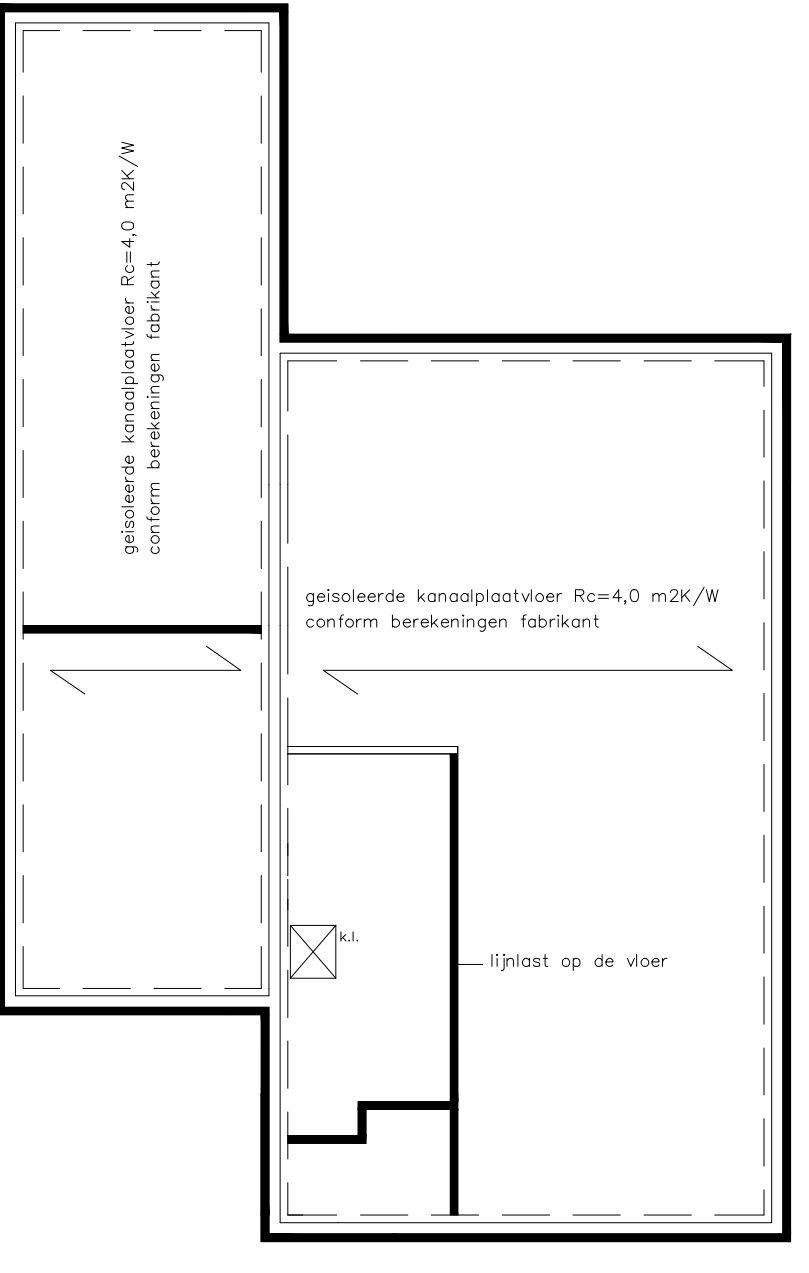 geisoleerde kanaalplaatvloer Rc=4,0 m2K/W
conform berekeningen fabrikant
geisoleerde kanaalplaatvloer Rc=4,0 m2K/W
conform berekeningen fabrikant
k.l.
lijnlast op de vloer